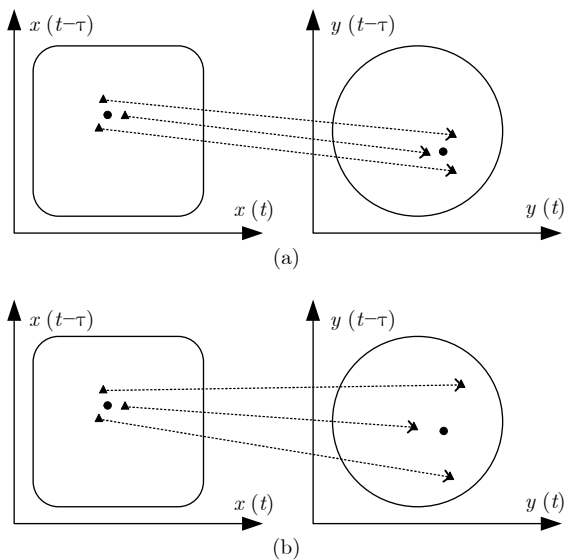 x (t−τ)
y (t−τ)
x (t)
y (t)
(a)
x (t−τ)
y (t−τ)
x (t)
y (t)
(b)